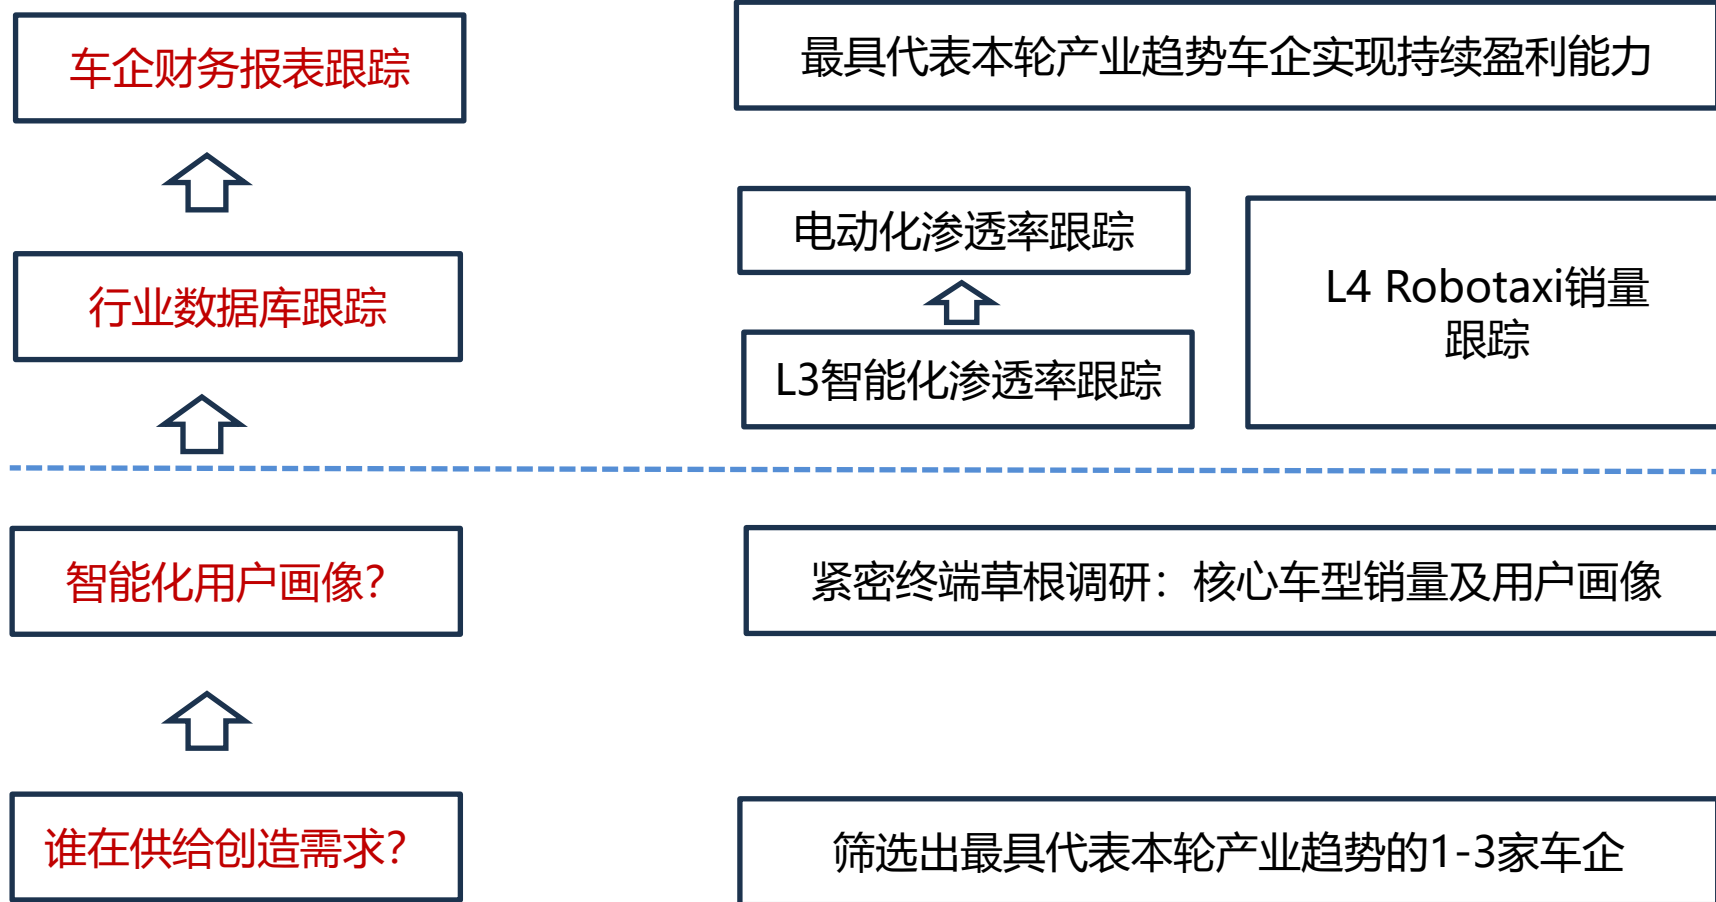 车企财务报表跟踪
最具代表本轮产业趋势车企实现持续盈利能力
行业数据库跟踪
电动化渗透率跟踪
L3智能化渗透率跟踪
L4 Robotaxi销量
跟踪
智能化用户画像？
紧密终端草根调研：核心车型销量及用户画像
谁在供给创造需求？
筛选出最具代表本轮产业趋势的1-3家车企